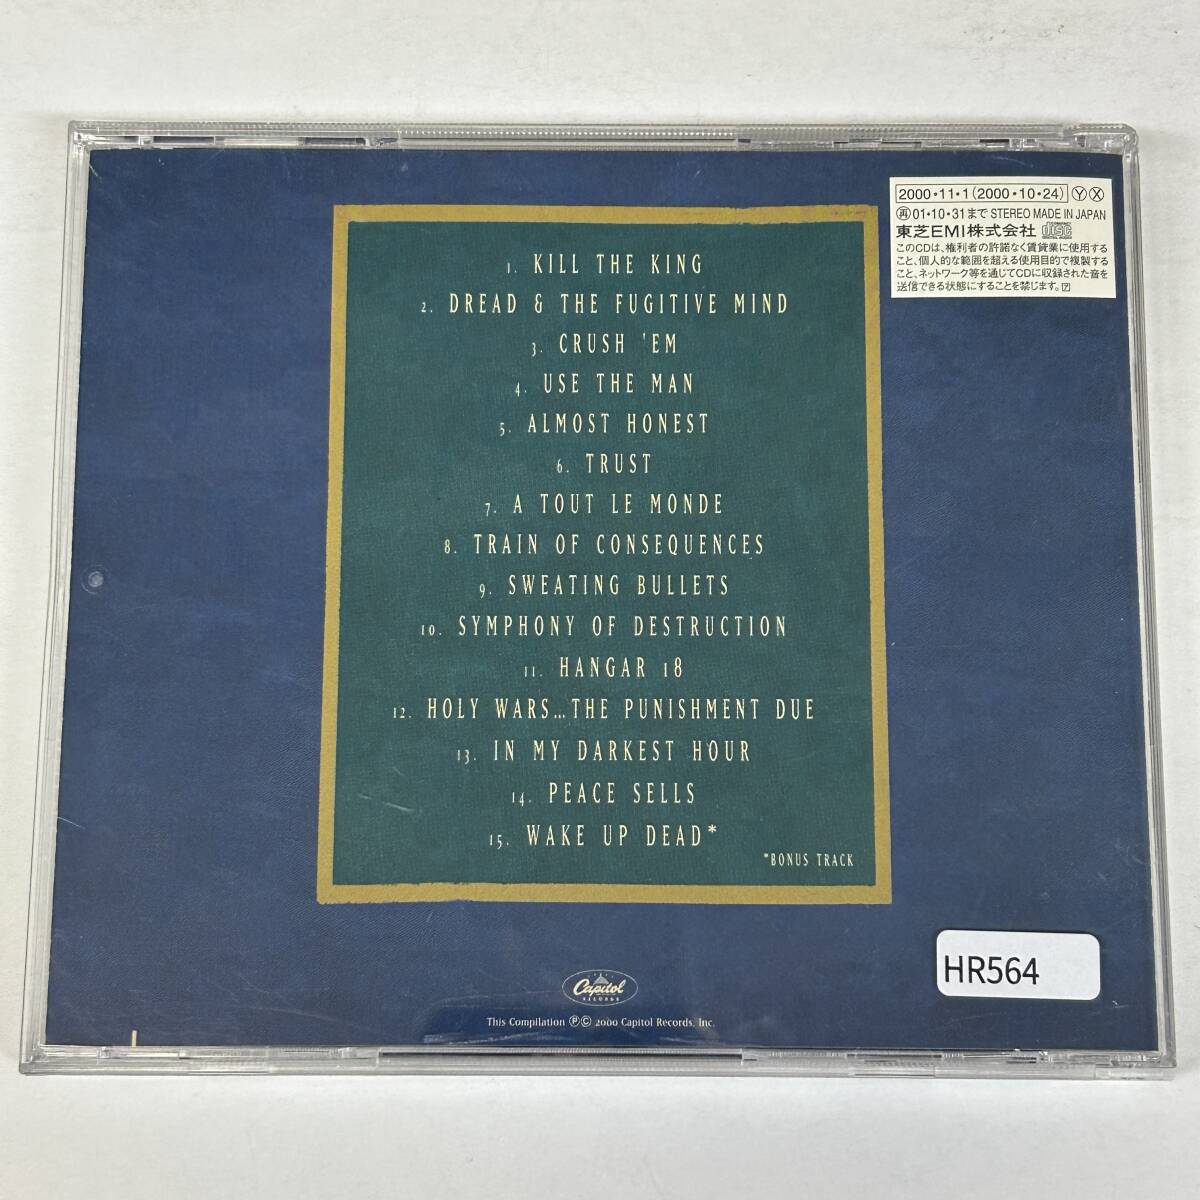 2000・11・1(2000・10・24) Ⓨ Ⓧ
再 01・10・31まで STEREO MADE IN JAPAN
東芝EMI株式会社 disc
このCDは、権利者の許諾なく賃貸業に使用する
こと、個人的な範囲を超える使用目的で複製する
こと、ネットワーク等を通じてCDに収録された音を
送信できる状態にすることを禁じます。
1. KILL THE KING
2. DREAD & THE FUGITIVE MIND
3. CRUSH 'EM
4. USE THE MAN
5. ALMOST HONEST
6. TRUST
7. A TOUT LE MONDE
8. TRAIN OF CONSEQUENCES
9. SWEATING BULLETS
10. SYMPHONY OF DESTRUCTION
11. HANGAR 18
12. HOLY WARS...THE PUNISHMENT DUE
13. IN MY DARKEST HOUR
14. PEACE SELLS
15. WAKE UP DEAD*
*BONUS TRACK
HR564
Capitol
RECORDS
This Compilation ℗© 2000 Capitol Records, Inc.